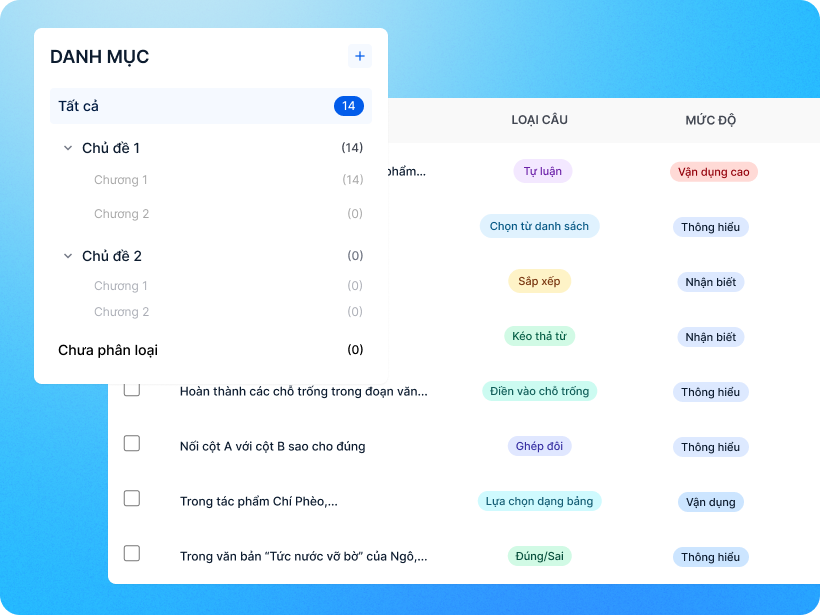 DANH MỤC
+
Tất cả 14
Chủ đề 1 (14)
Chương 1 (14)
Chương 2 (0)
Chủ đề 2 (0)
Chương 1 (0)
Chương 2 (0)
Chưa phân loại (0)
LOẠI CÂU MỨC ĐỘ
phẩm... Tự luận Vận dụng cao
Chọn từ danh sách Thông hiểu
Sắp xếp Nhận biết
Kéo thả từ Nhận biết
Hoàn thành các chỗ trống trong đoạn văn... Điền vào chỗ trống Thông hiểu
Nối cột A với cột B sao cho đúng Ghép đôi Thông hiểu
Trong tác phẩm Chí Phèo,... Lựa chọn dạng bảng Vận dụng
Trong văn bản “Tức nước vỡ bờ” của Ngô,... Đúng/Sai Thông hiểu